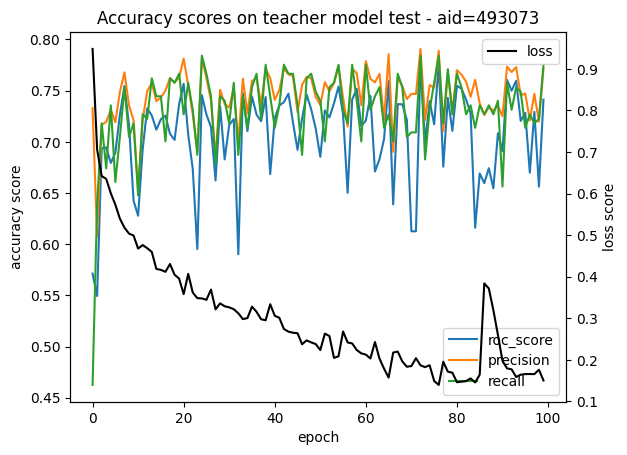 Accuracy scores on teacher model test - aid=493073
loss
0.80
0.75
0.70
0.65
0.60
0.55
0.50
0.45
accuracy score
0.9
0.8
0.7
0.6
0.5
0.4
0.3
0.2
0.1
loss score
roc_score
precision
recall
0 20 40 60 80 100
epoch